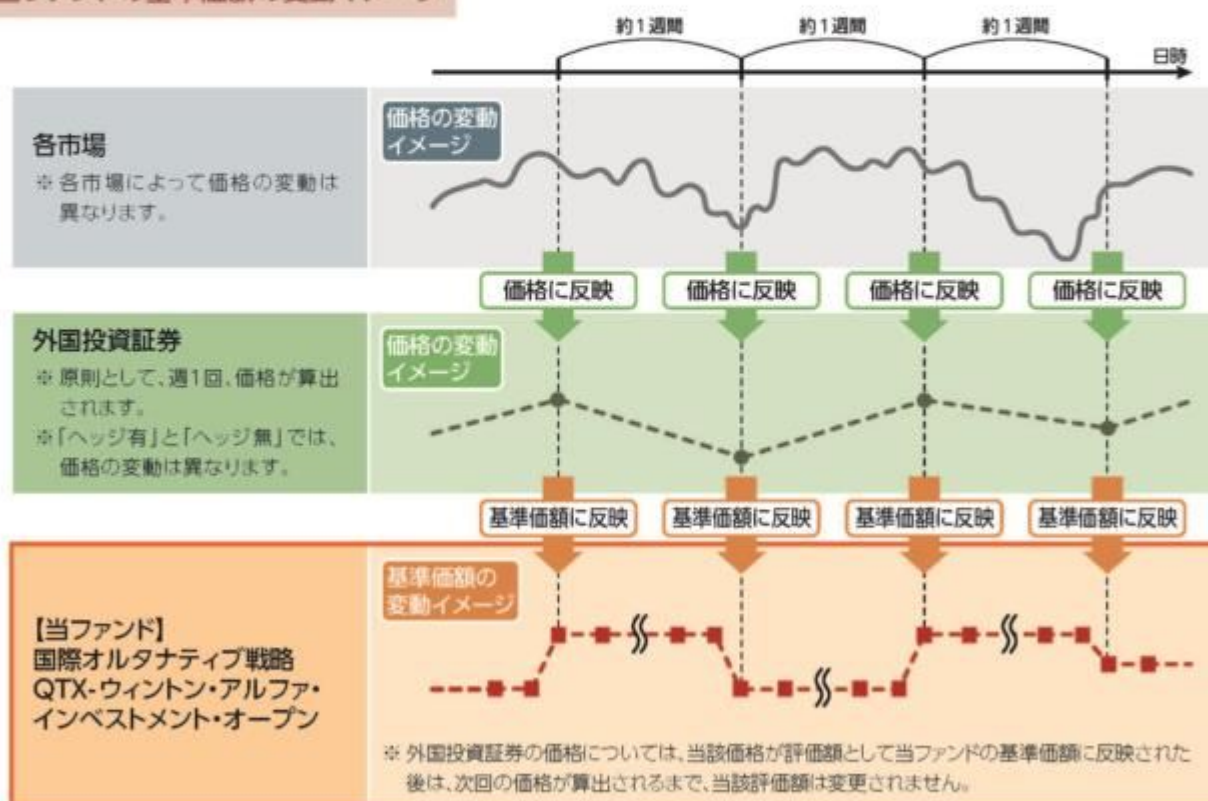 約1週間 約1週間 約1週間
日時
各市場
※ 各市場によって価格の変動は
異なります。
価格の変動
イメージ
価格に反映 価格に反映 価格に反映 価格に反映
外国投資証券
※ 原則として、週1回、価格が算出
されます。
※「ヘッジ有」と「ヘッジ無」では、
価格の変動は異なります。
価格の変動
イメージ
基準価額に反映 基準価額に反映 基準価額に反映 基準価額に反映
【当ファンド】
国際オルタナティブ戦略
QTX-ウィントン・アルファ・
インベストメント・オープン
基準価額の
変動イメージ
※ 外国投資証券の価格については、当該価格が評価額として当ファンドの基準価額に反映された
後は、次回の価格が算出されるまで、当該評価額は変更されません。